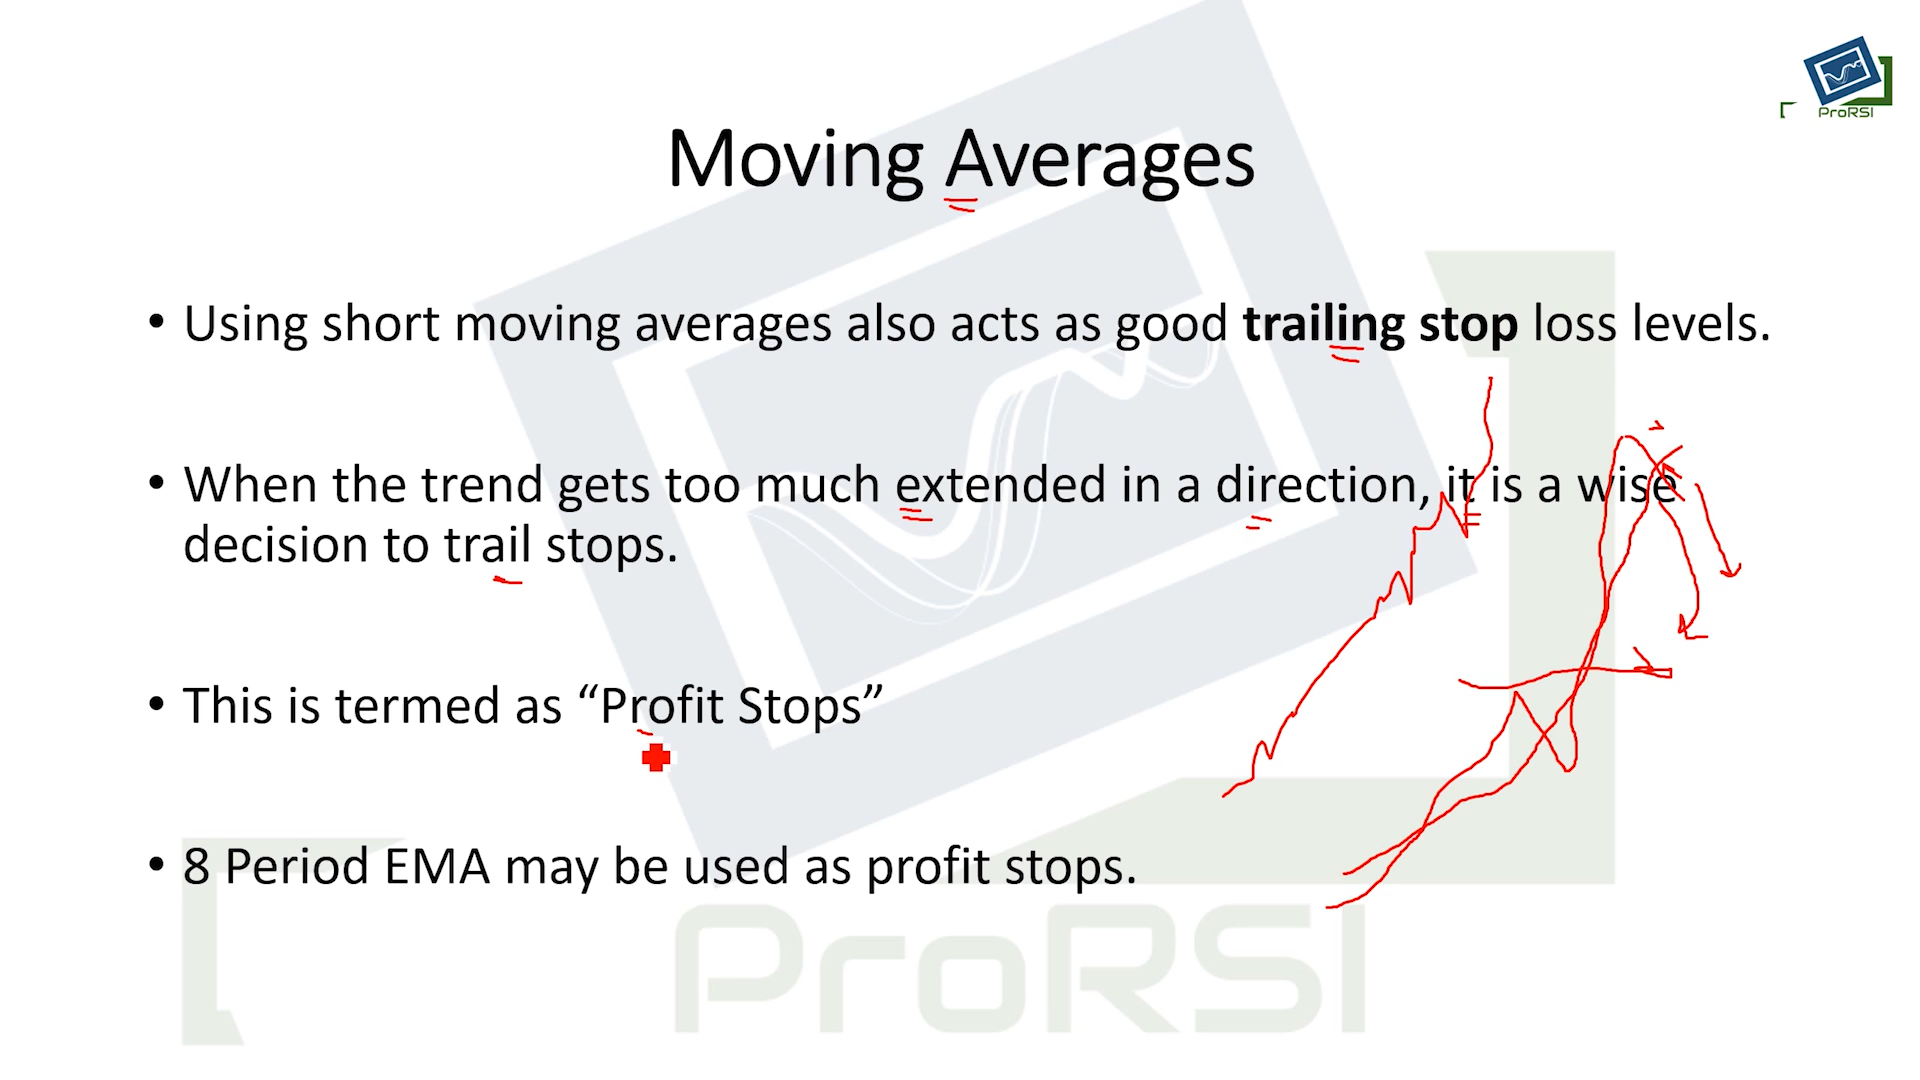 ProRSI
Moving Averages
• Using short moving averages also acts as good trailing stop loss levels.
• When the trend gets too much extended in a direction, it is a wise
decision to trail stops.
• This is termed as “Profit Stops”
• 8 Period EMA may be used as profit stops.
ProRSI